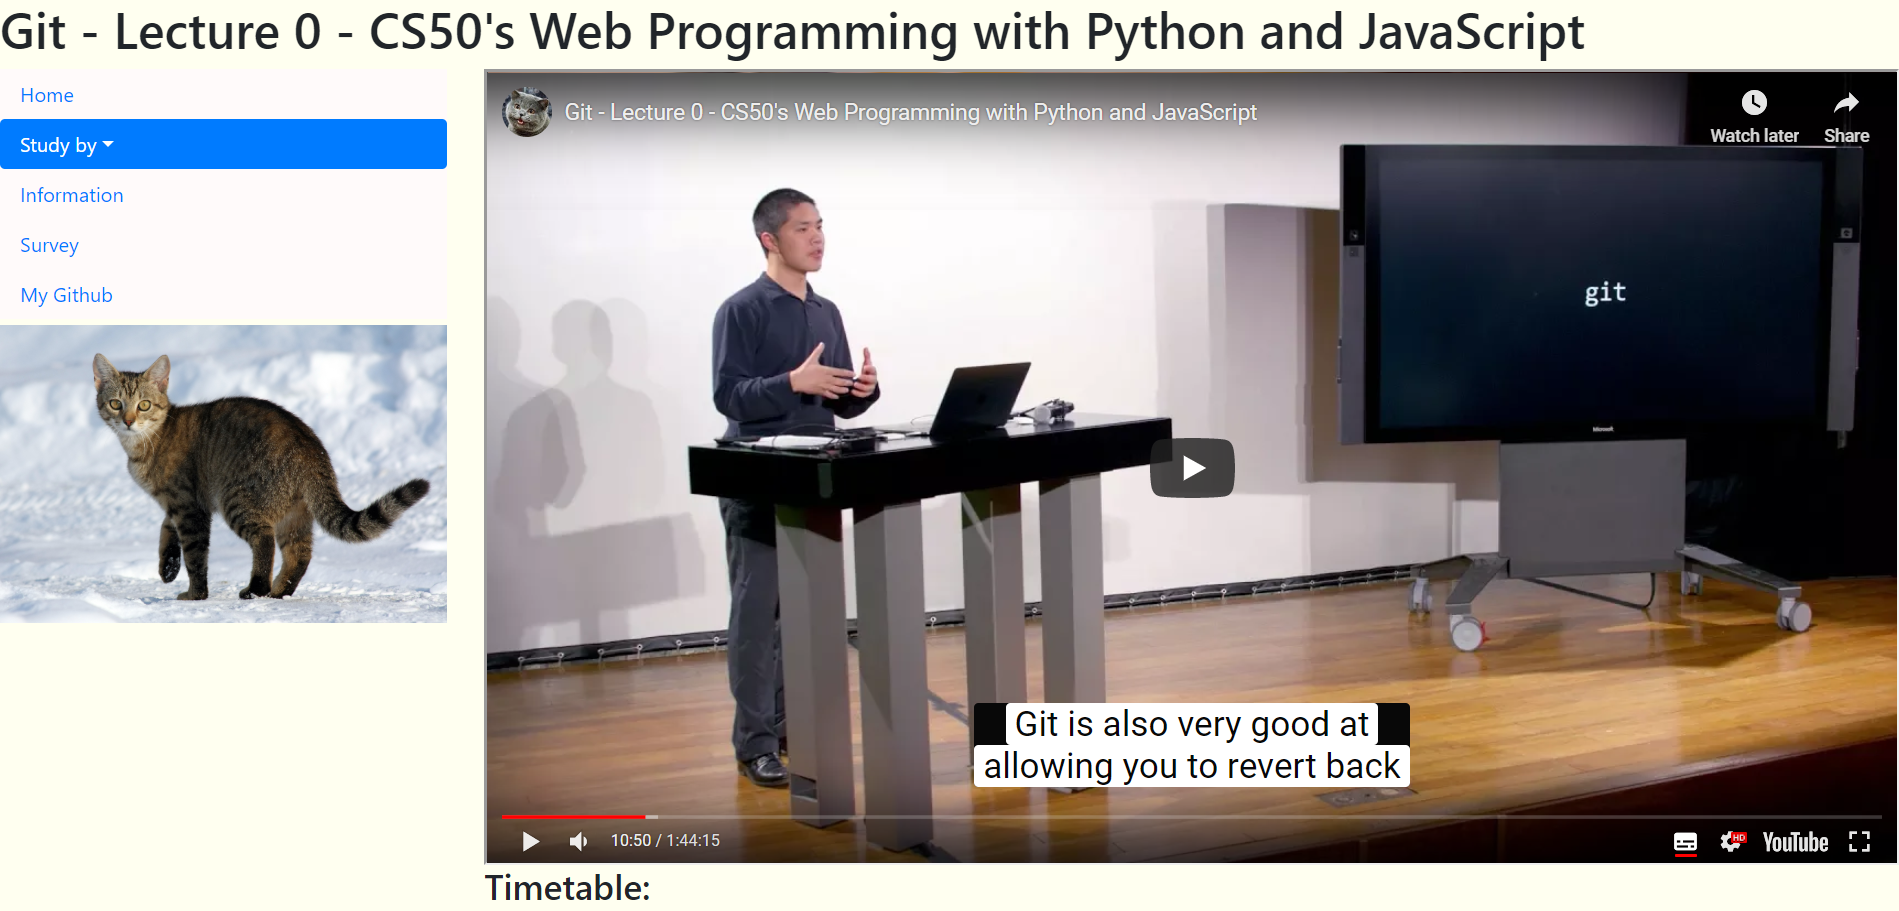 Git - Lecture 0 - CS50's Web Programming with Python and JavaScript
Home
Study by
Information
Survey
My Github
Git - Lecture 0 - CS50's Web Programming with Python and JavaScript
Watch later
Share
git
Microsoft
Git is also very good at
allowing you to revert back
10:50 / 1:44:15
HD
YouTube
Timetable: